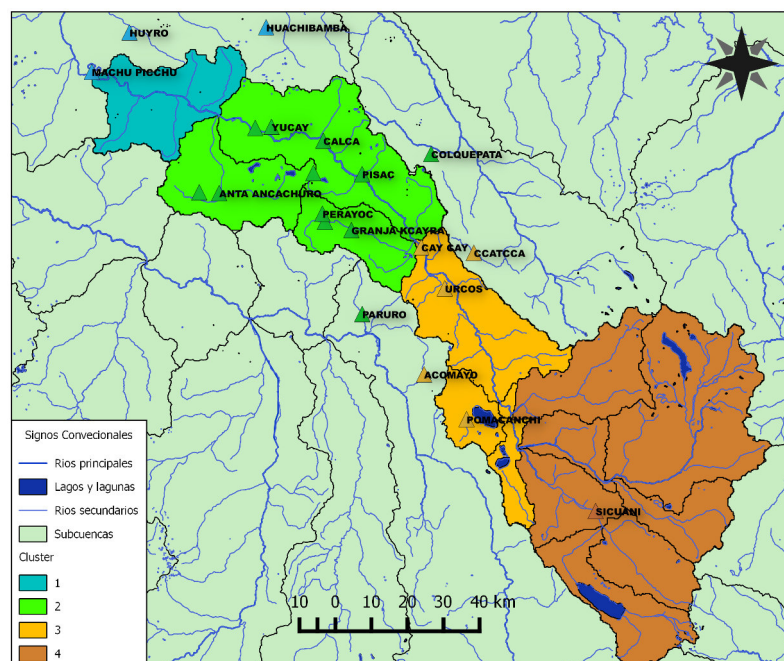 HUYRO
HUACHIBAMBA
MACHU PICCHU
YUCAY
CALCA
COLQUEPATA
PISAC
ANTA ANCACHURO
PERAYOC
GRANJA KCAYRA
CAY CAY
CCATCCA
URCOS
PARURO
ACOMAYO
POMACANCHI
SICUANI
Signos Convecionales
Rios principales
Lagos y lagunas
Rios secundarios
Subcuencas
Cluster
1
2
3
4
10 0 10 20 30 40 km